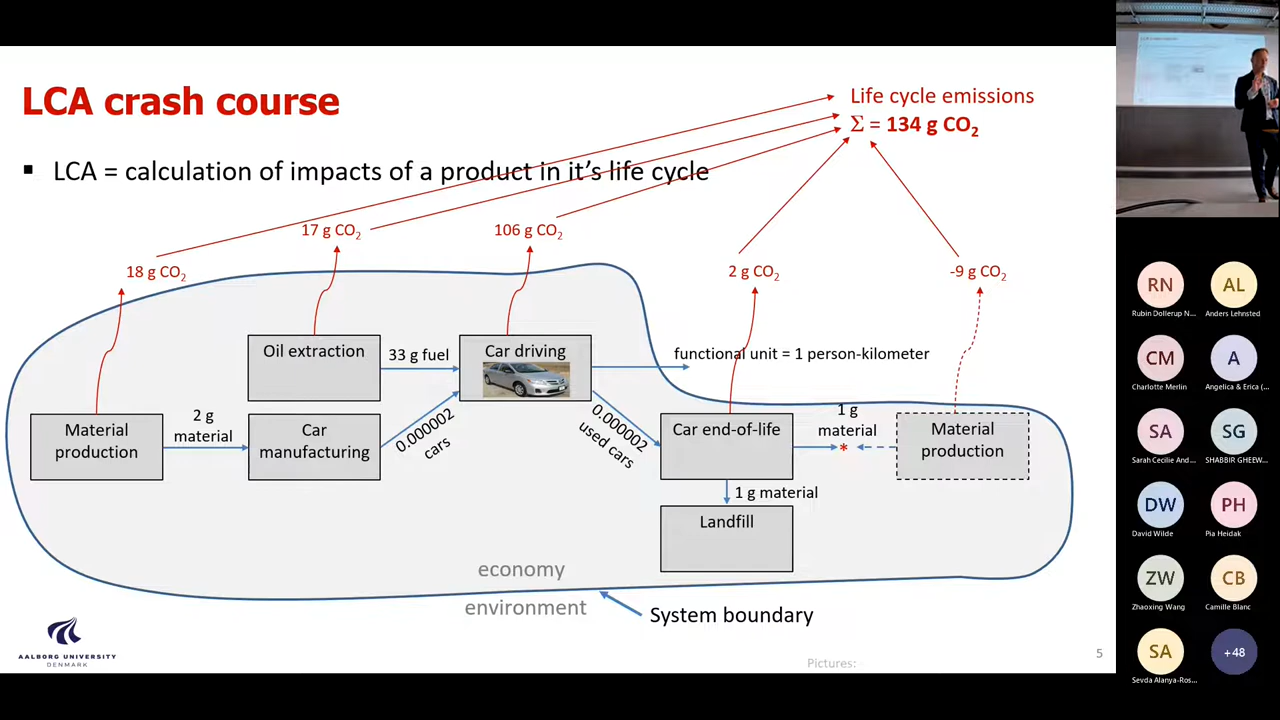 LCA crash course
Life cycle emissions
Σ = 134 g CO₂
▪ LCA = calculation of impacts of a product in it's life cycle
18 g CO₂
17 g CO₂
106 g CO₂
2 g CO₂
-9 g CO₂
Oil extraction
33 g fuel
Car driving
functional unit = 1 person-kilometer
Material
production
2 g
material
Car
manufacturing
0.000002
cars
0.000002
used cars
Car end-of-life
1 g
material
*
Material
production
1 g material
Landfill
economy
environment
System boundary
AALBORG UNIVERSITY
DENMARK
Pictures:
5
RN
Rubin Dollerup N...
AL
Anders Lehnsted
CM
Charlotte Merlin
A
Angelica & Erica (...
SA
Sarah Cecilie And...
SG
SHABBIR GHEEW...
DW
David Wilde
PH
Pia Heidak
ZW
Zhaoxing Wang
CB
Camille Blanc
SA
Sevda Alanya-Ros...
+48